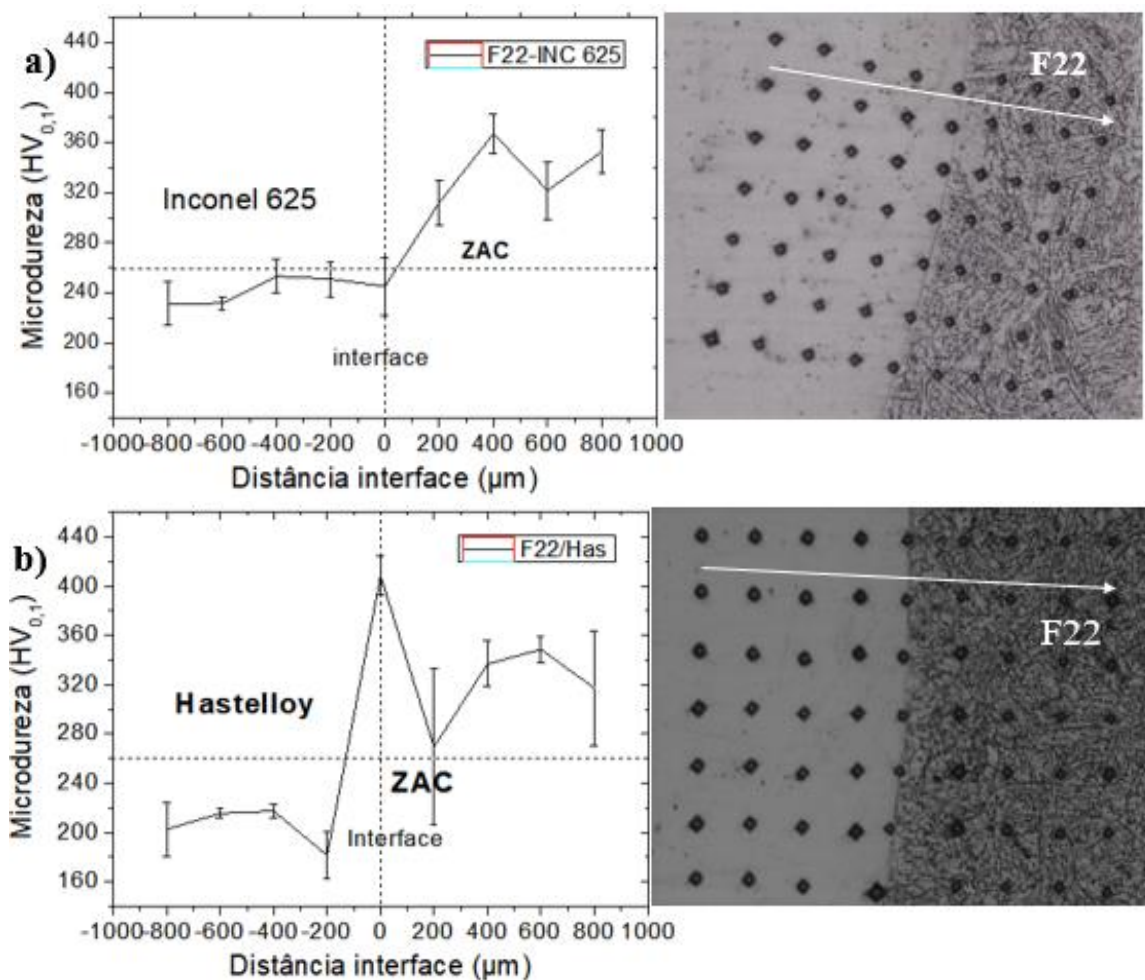 a)
F22-INC 625
Microdureza (HV0,1)
440
400
360
320
280
240
200
160
Inconel 625
ZAC
interface
-1000 -800 -600 -400 -200 0 200 400 600 800 1000
Distância interface (µm)
F22
b)
F22/Has
Microdureza (HV0,1)
440
400
360
320
280
240
200
160
Hastelloy
ZAC
Interface
-1000 -800 -600 -400 -200 0 200 400 600 800 1000
Distância interface (µm)
F22